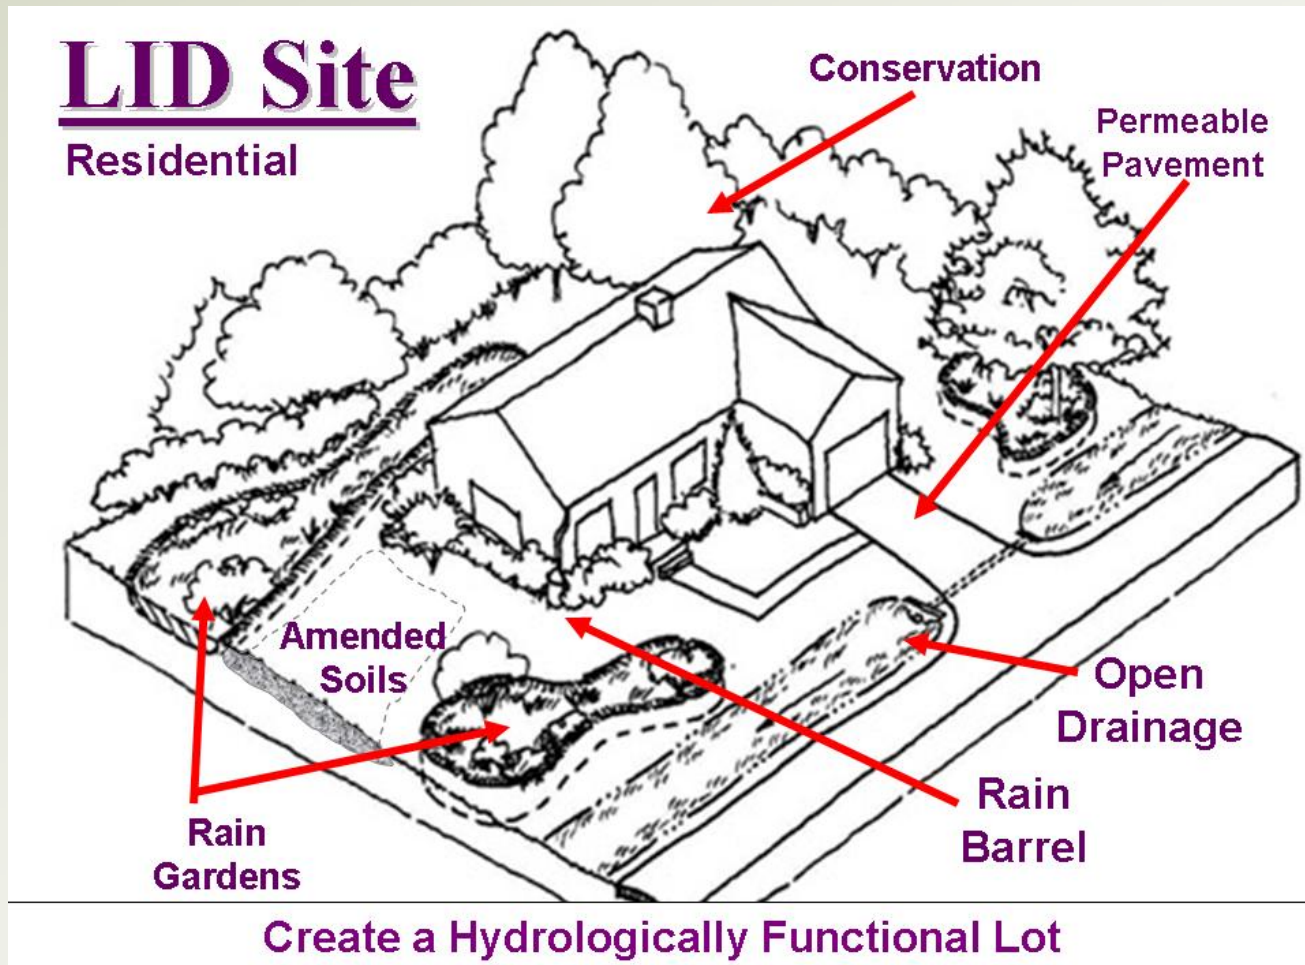 LID Site
Residential
Conservation
Permeable
Pavement
Amended
Soils
Open
Drainage
Rain
Barrel
Rain
Gardens
Create a Hydrologically Functional Lot